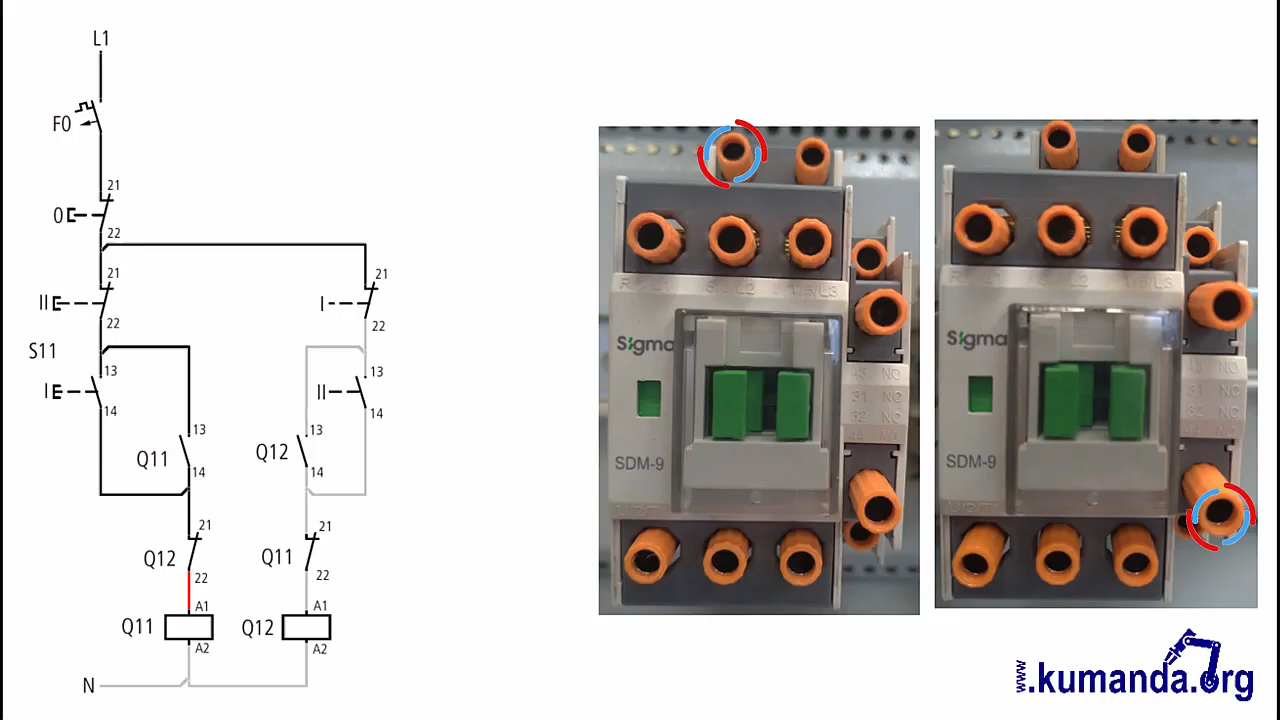 L1
F0
21
0
22
21
II
22
S11
13
I
14
13
Q11
14
21
Q12
22
A1
Q11
A2
N
21
I
22
13
II
14
13
Q12
14
21
Q11
22
A1
Q12
A2
Sigma
SDM-9
NO
31 NC
32 NC
NO
Sigma
SDM-9
NO
31 NC
NC
NO
www.kumanda.org